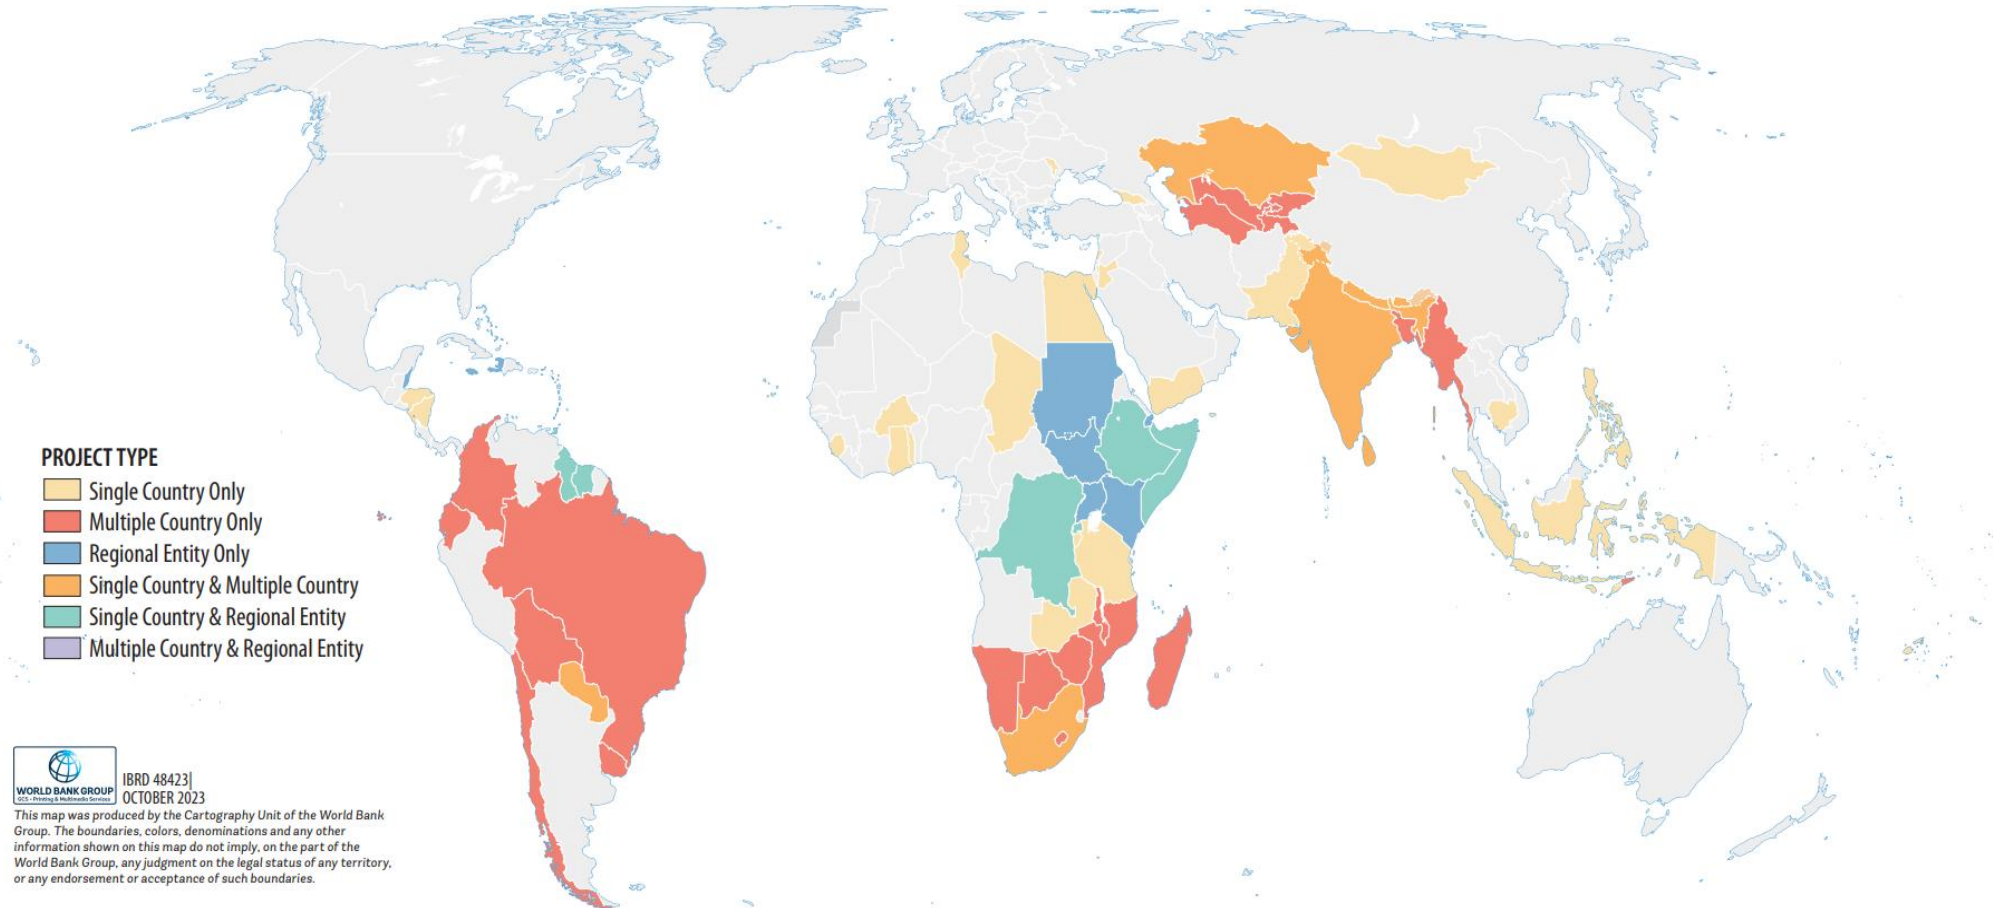 PROJECT TYPE
Single Country Only
Multiple Country Only
Regional Entity Only
Single Country & Multiple Country
Single Country & Regional Entity
Multiple Country & Regional Entity
WORLD BANK GROUP
GCS - Printing & Multimedia Services
IBRD 48423|
OCTOBER 2023
This map was produced by the Cartography Unit of the World Bank
Group. The boundaries, colors, denominations and any other
information shown on this map do not imply, on the part of the
World Bank Group, any judgment on the legal status of any territory,
or any endorsement or acceptance of such boundaries.